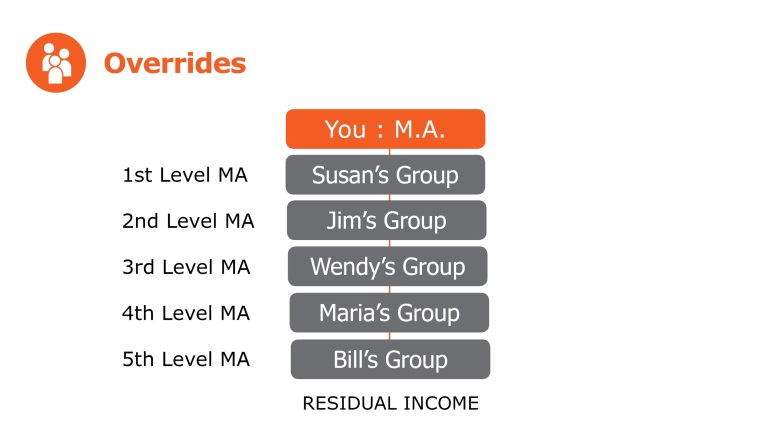 Overrides
You : M.A.
1st Level MA Susan’s Group
2nd Level MA Jim’s Group
3rd Level MA Wendy’s Group
4th Level MA Maria’s Group
5th Level MA Bill’s Group
RESIDUAL INCOME